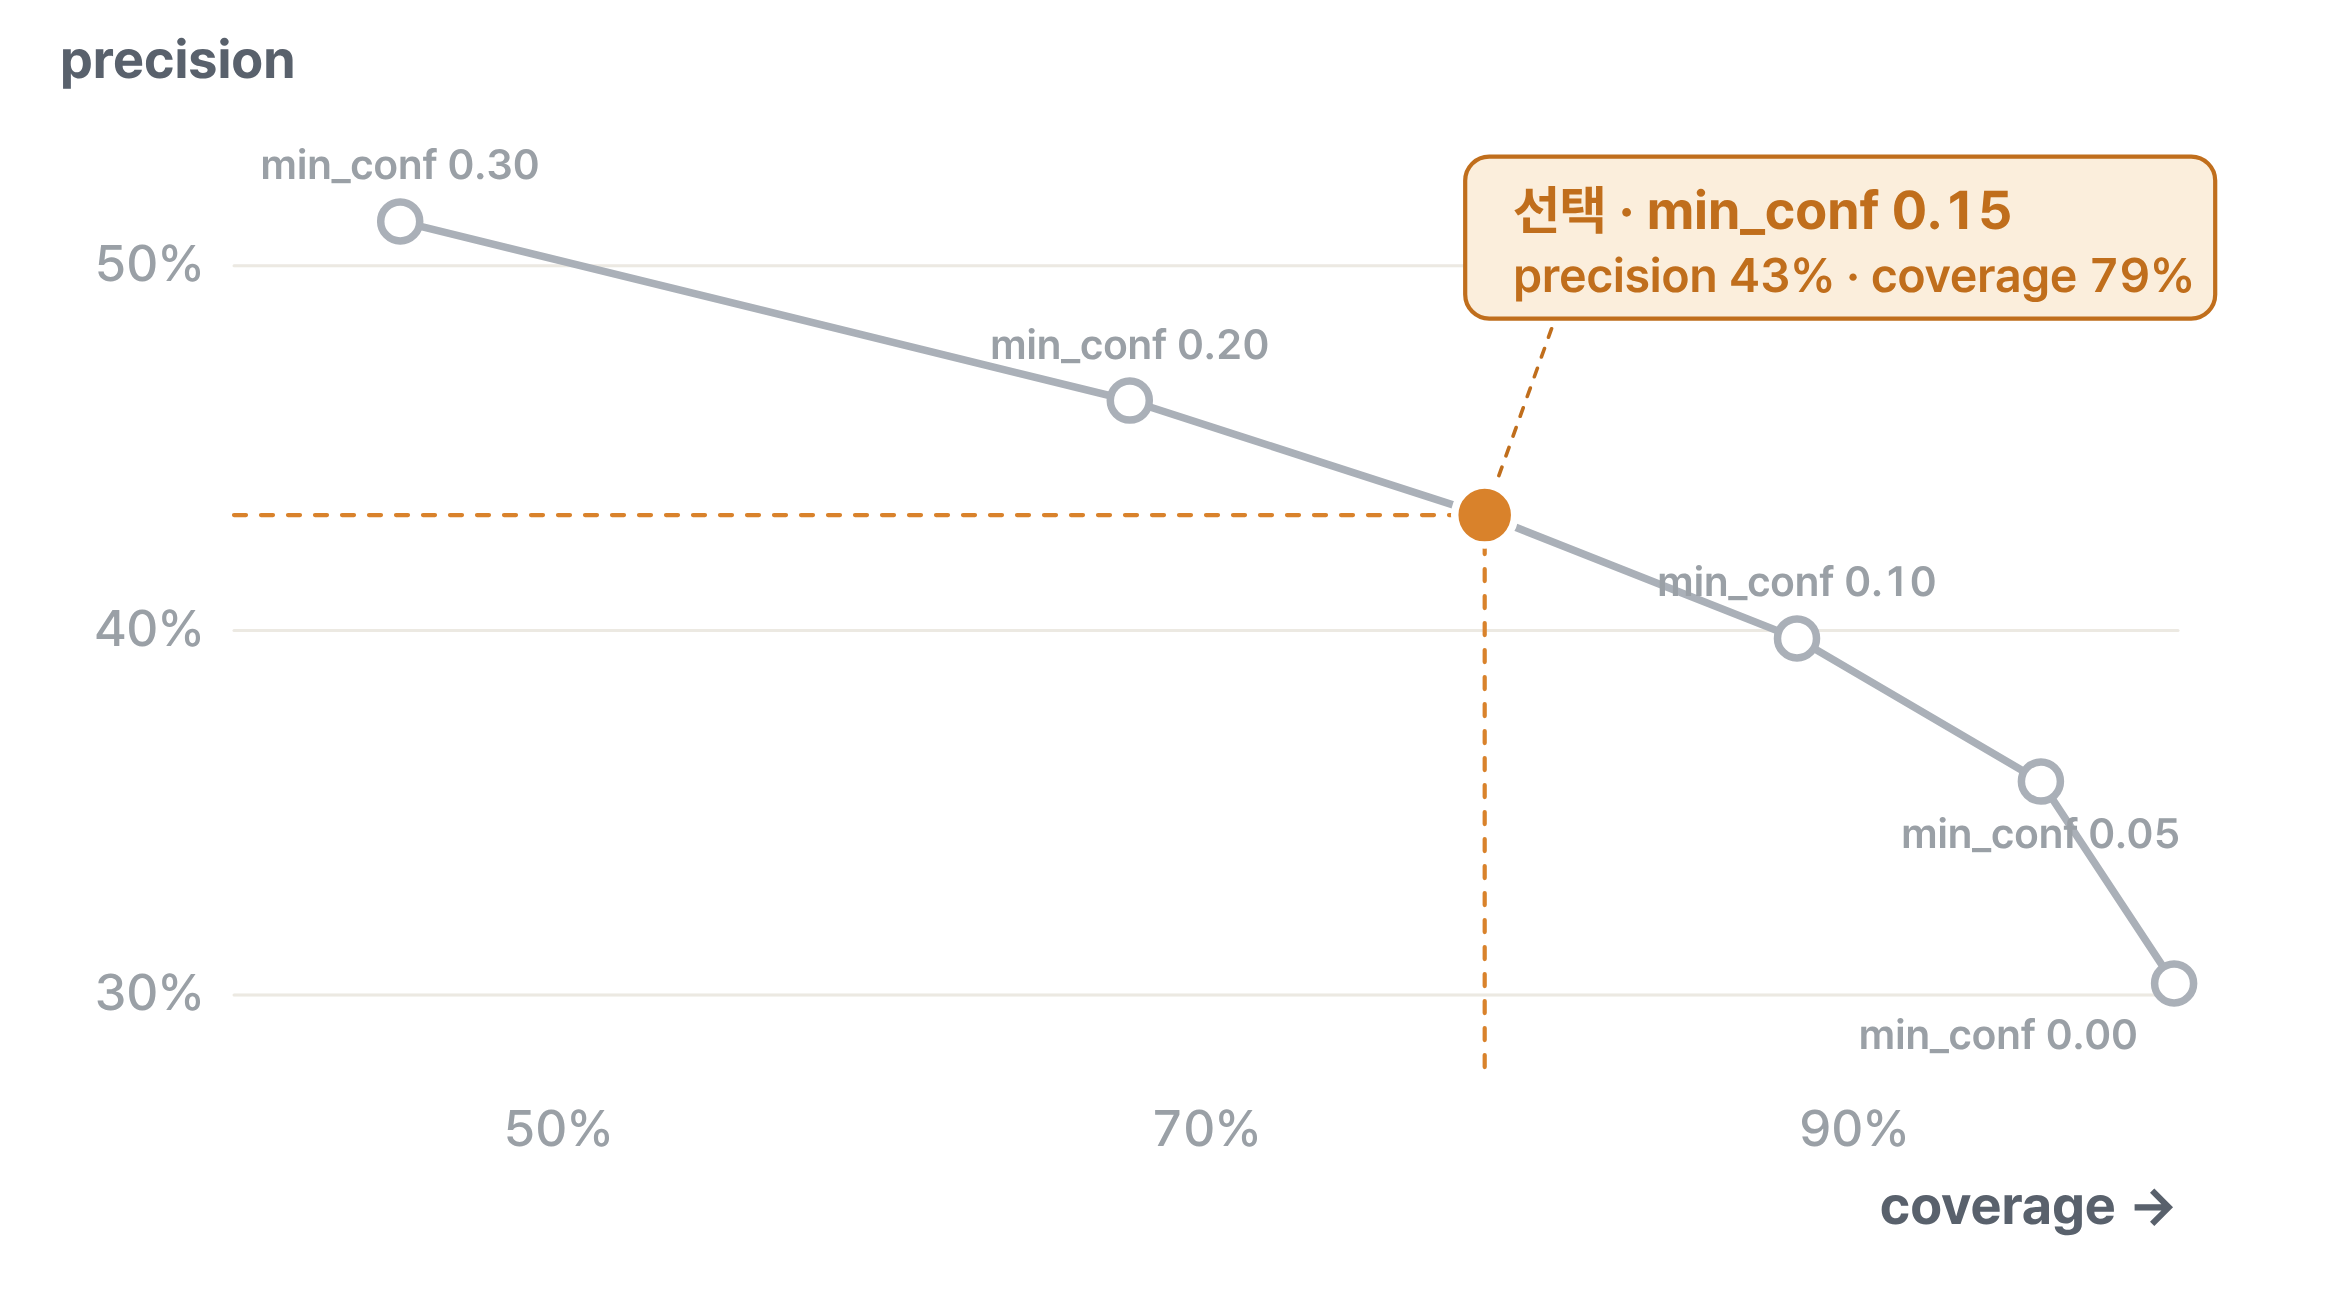 precision
min_conf 0.30
선택 · min_conf 0.15
50%
precision 43% · coverage 79%
min_conf 0.20
min_conf 0.10
40%
min_conf 0.05
30%
min_conf 0.00
50%
70%
90%
coverage →